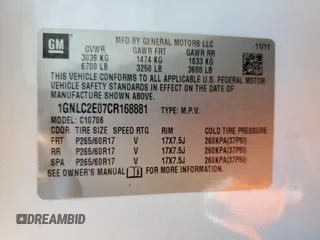 GM
MFD BY GENERAL MOTORS LLC 11/11
GVWR GAWR FRT GAWR RR
3039 KG 1474 KG 1633 KG
6700 LB 3250 LB 3600 LB
THIS VEHICLE CONFORMS TO ALL APPLICABLE U.S. FEDERAL MOTOR
VEHICLE SAFETY STANDARDS IN EFFECT ON THE DATE OF
MANUFACTURE SHOWN ABOVE.
1GNLC2E07CR168881 TYPE: M.P.V.
MODEL: C10706
TIRE SIZE SPEED RTG RIM COLD TIRE PRESSURE
FRT P265/60R17 V 17X7.5J 260KPA(37PSI)
RR P265/60R17 V 17X7.5J 260KPA(37PSI)
SPA P265/60R17 V 17X7.5J 260KPA(37PSI)
SEE OWNER'S MANUAL FOR ADDITIONAL INFORMATION.
DREAMBID